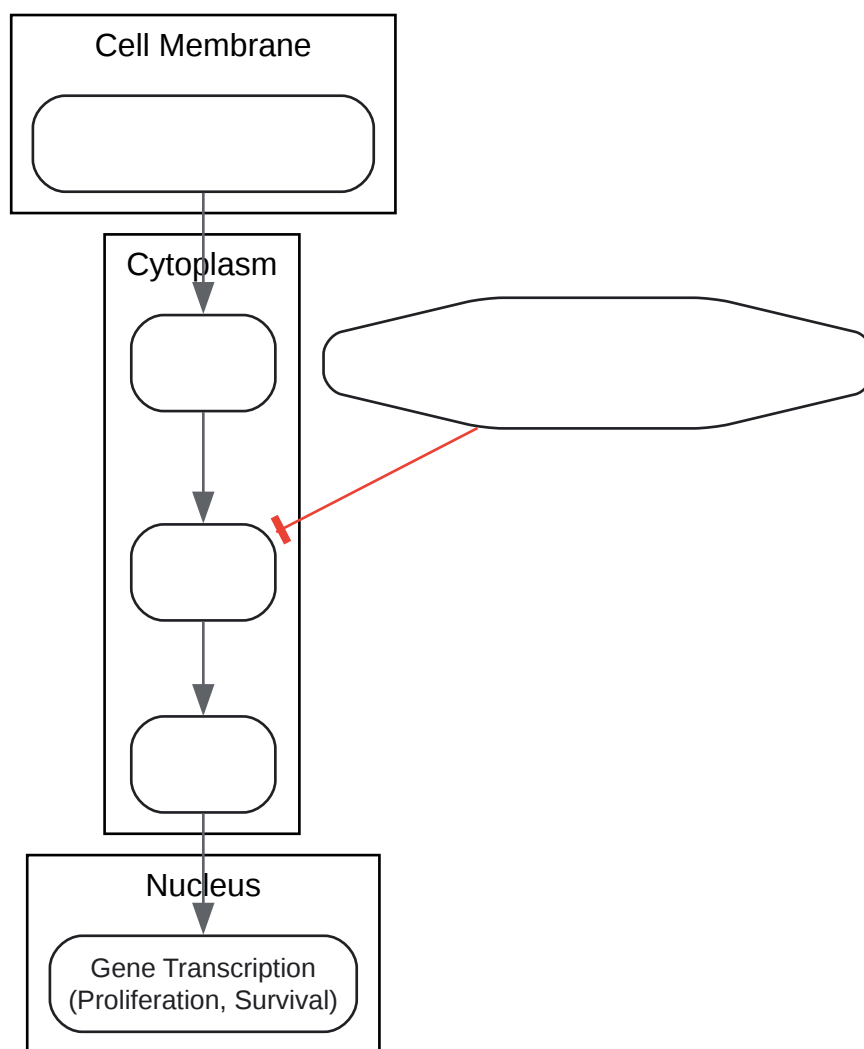 Cell Membrane
Cytoplasm
Nucleus
Gene Transcription
(Proliferation, Survival)